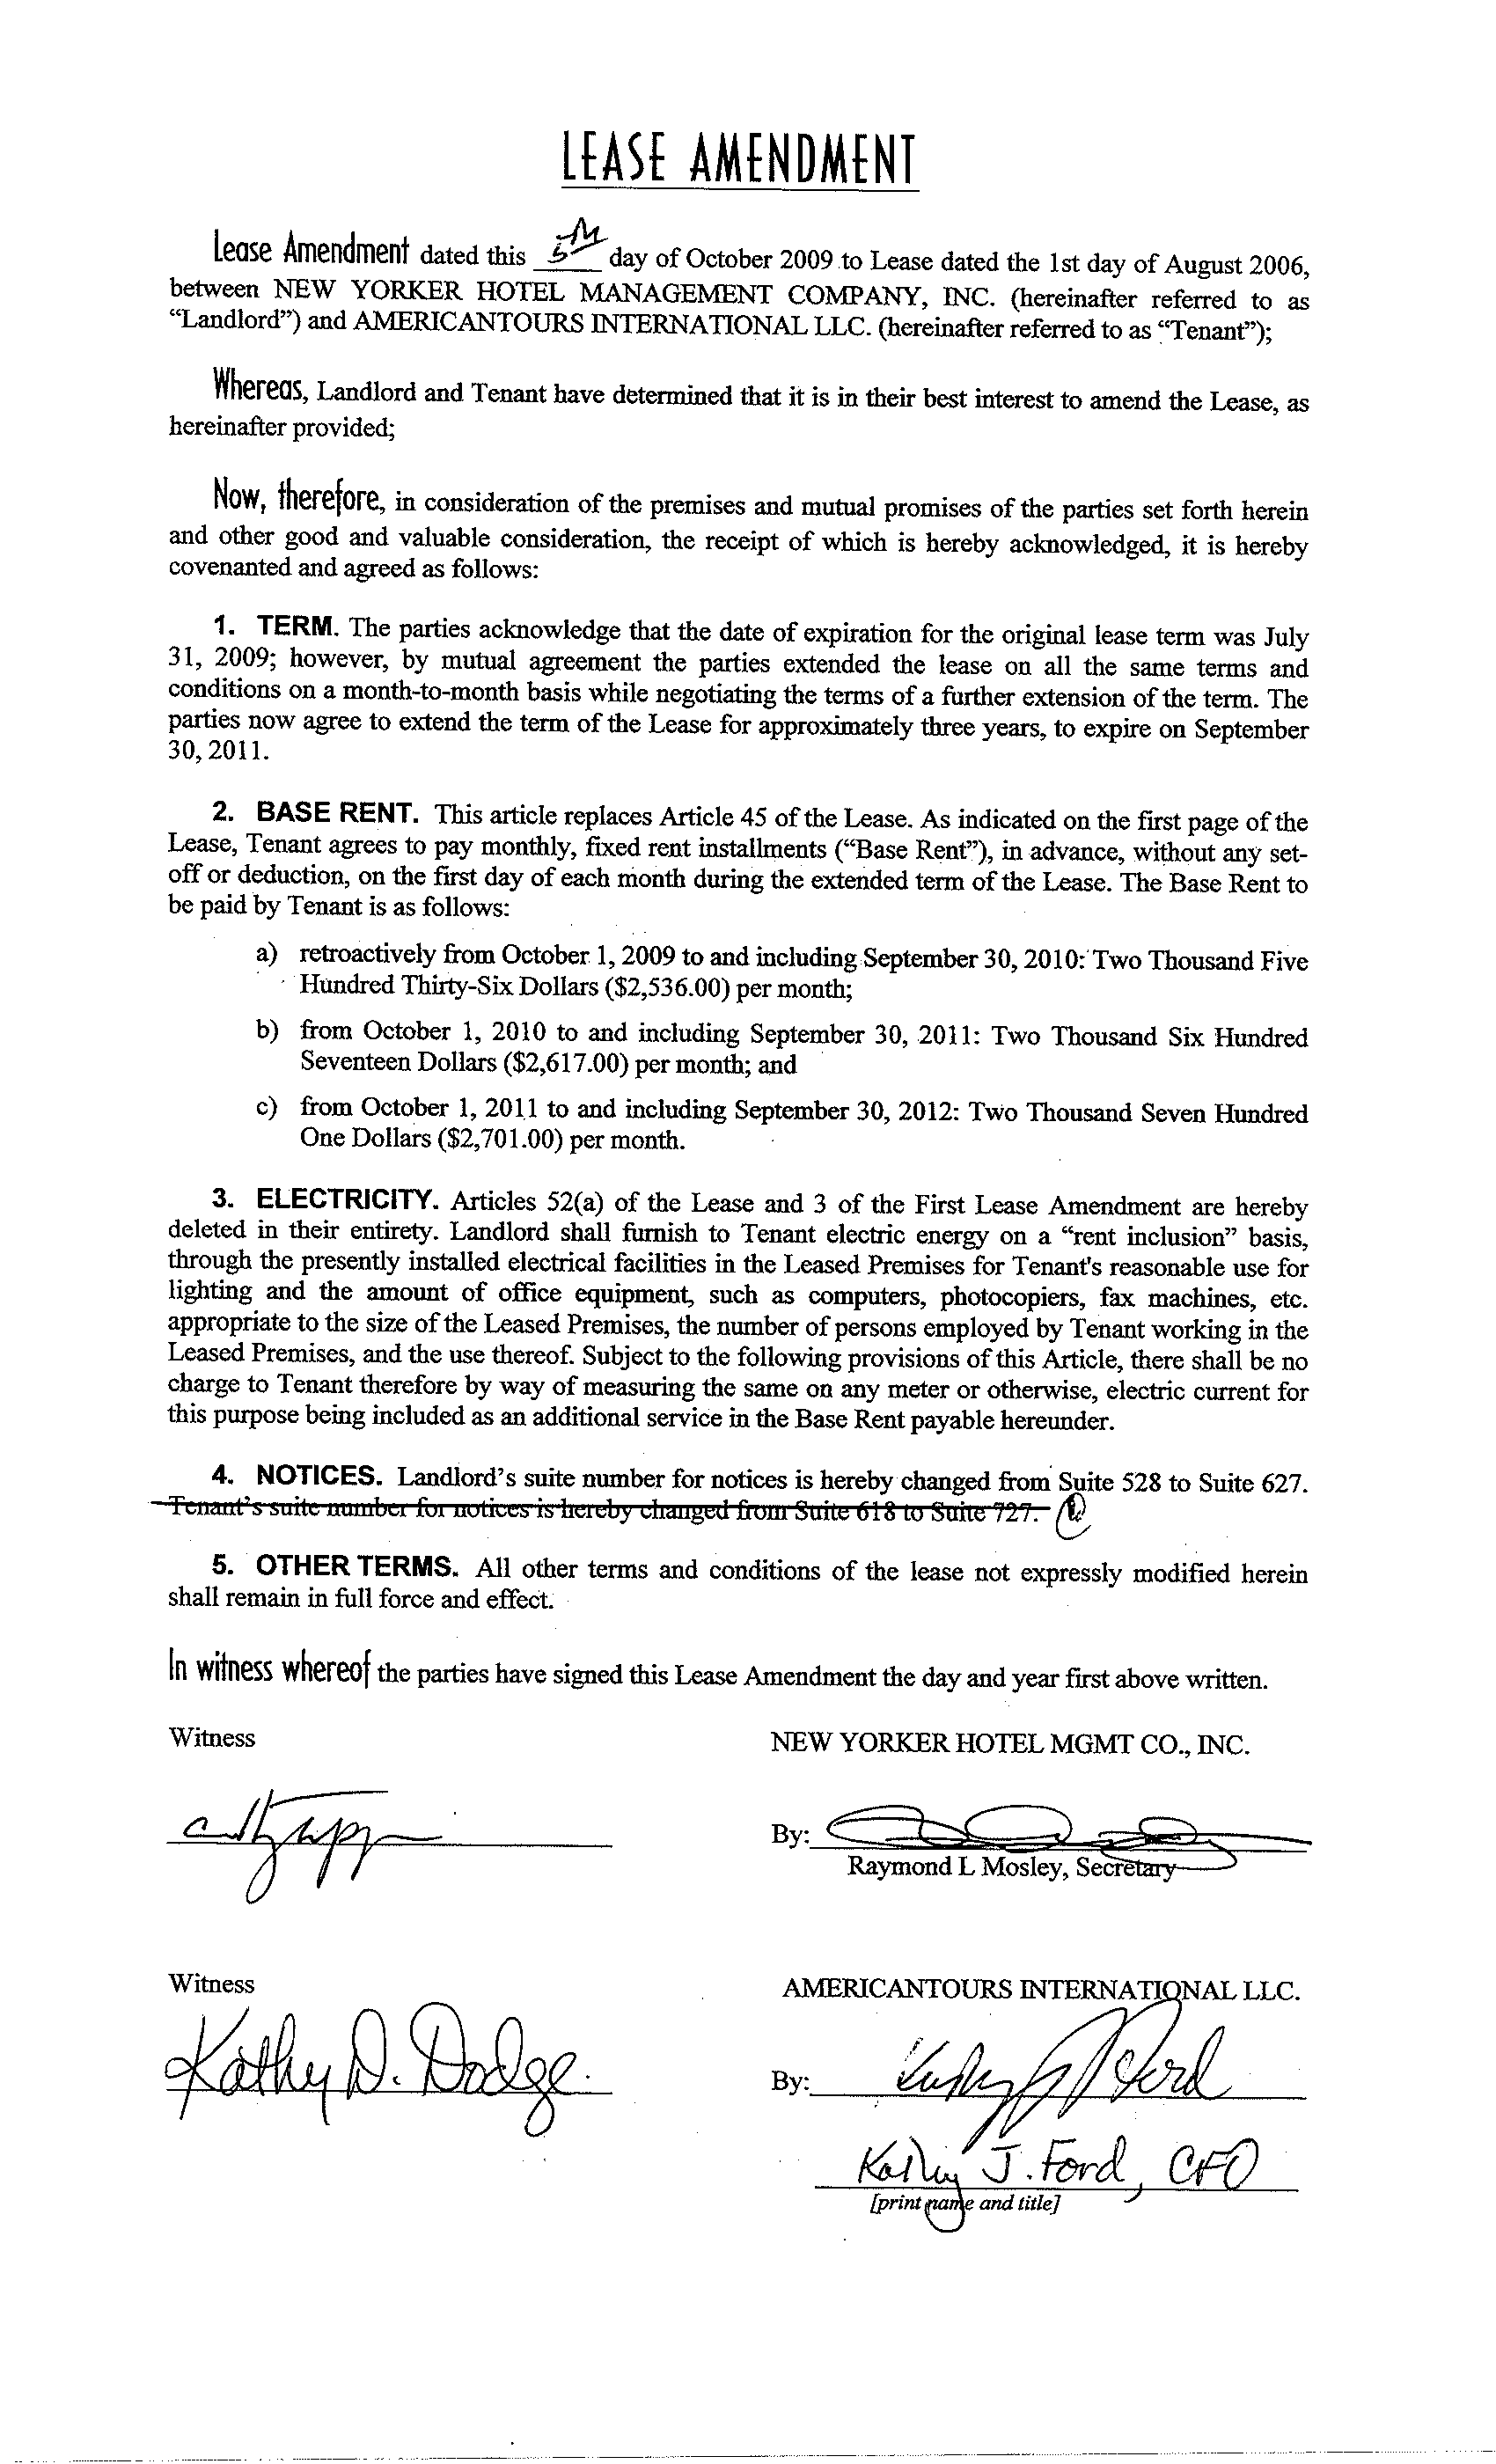 LEASE AMENDMENT
Lease Amendment dated this 5th day of October 2009 to Lease dated the 1st day of August 2006,
between NEW YORKER HOTEL MANAGEMENT COMPANY, INC. (hereinafter referred to as
“Landlord”) and AMERICANTOURS INTERNATIONAL LLC. (hereinafter referred to as “Tenant”);
Whereas, Landlord and Tenant have determined that it is in their best interest to amend the Lease, as
hereinafter provided;
Now, therefore, in consideration of the premises and mutual promises of the parties set forth herein
and other good and valuable consideration, the receipt of which is hereby acknowledged, it is hereby
covenanted and agreed as follows:
1. TERM. The parties acknowledge that the date of expiration for the original lease term was July
31, 2009; however, by mutual agreement the parties extended the lease on all the same terms and
conditions on a month-to-month basis while negotiating the terms of a further extension of the term. The
parties now agree to extend the term of the Lease for approximately three years, to expire on September
30, 2011.
2. BASE RENT. This article replaces Article 45 of the Lease. As indicated on the first page of the
Lease, Tenant agrees to pay monthly, fixed rent installments (“Base Rent”), in advance, without any set-
off or deduction, on the first day of each month during the extended term of the Lease. The Base Rent to
be paid by Tenant is as follows:
a) retroactively from October 1, 2009 to and including September 30, 2010: Two Thousand Five
Hundred Thirty-Six Dollars ($2,536.00) per month;
b) from October 1, 2010 to and including September 30, 2011: Two Thousand Six Hundred
Seventeen Dollars ($2,617.00) per month; and
c) from October 1, 2011 to and including September 30, 2012: Two Thousand Seven Hundred
One Dollars ($2,701.00) per month.
3. ELECTRICITY. Articles 52(a) of the Lease and 3 of the First Lease Amendment are hereby
deleted in their entirety. Landlord shall furnish to Tenant electric energy on a “rent inclusion” basis,
through the presently installed electrical facilities in the Leased Premises for Tenant's reasonable use for
lighting and the amount of office equipment, such as computers, photocopiers, fax machines, etc.
appropriate to the size of the Leased Premises, the number of persons employed by Tenant working in the
Leased Premises, and the use thereof. Subject to the following provisions of this Article, there shall be no
charge to Tenant therefore by way of measuring the same on any meter or otherwise, electric current for
this purpose being included as an additional service in the Base Rent payable hereunder.
4. NOTICES. Landlord’s suite number for notices is hereby changed from Suite 528 to Suite 627.
Tenant’s suite number for notices is hereby changed from Suite 618 to Suite 727.
5. OTHER TERMS. All other terms and conditions of the lease not expressly modified herein
shall remain in full force and effect.
In witness whereof the parties have signed this Lease Amendment the day and year first above written.
Witness
NEW YORKER HOTEL MGMT CO., INC.
By:
Raymond L Mosley, Secretary
Witness
AMERICANTOURS INTERNATIONAL LLC.
Kathy D. Dodge
By: Kathy J Ford
Kathy J. Ford, CFO
[print name and title]